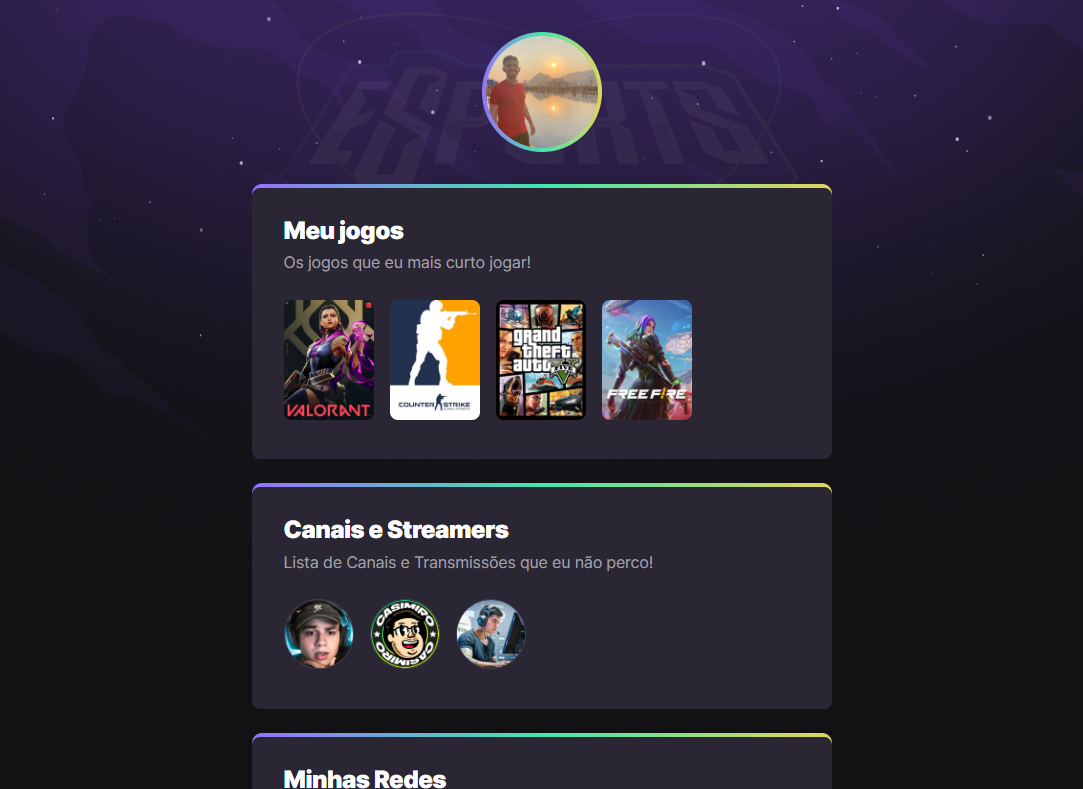 ESPORTS
Meu jogos
Os jogos que eu mais curto jogar!
VALORANT
COUNTER STRIKE
grand
theft
auto
V
FIVE
FREE FIRE
Canais e Streamers
Lista de Canais e Transmissões que eu não perco!
CASIMIRO
CASIMIRO
Minhas Redes